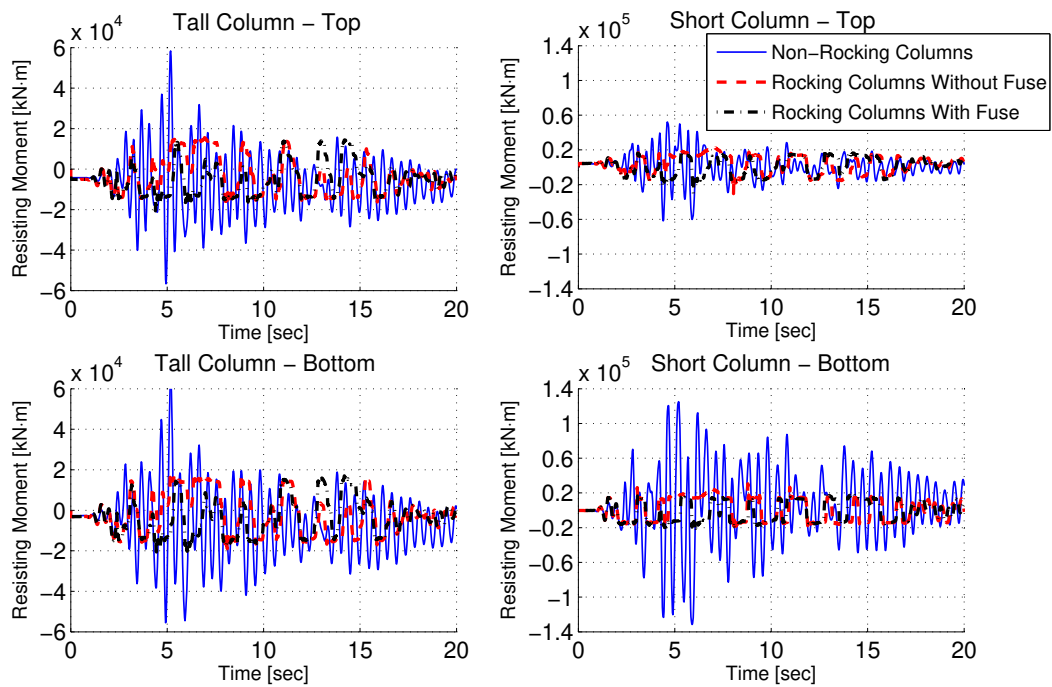 Tall Column − Top
x 10^4
6
4
2
0
−2
−4
−6
Resisting Moment [kN·m]
0 5 10 15 20
Time [sec]
Short Column − Top
x 10^5
1.4
1
0.6
0.2
−0.2
−0.6
−1
−1.4
Resisting Moment [kN·m]
0 5 10 15 20
Time [sec]
Non−Rocking Columns
Rocking Columns Without Fuse
Rocking Columns With Fuse
Tall Column − Bottom
x 10^4
6
4
2
0
−2
−4
−6
Resisting Moment [kN·m]
0 5 10 15 20
Time [sec]
Short Column − Bottom
x 10^5
1.4
1
0.6
0.2
−0.2
−0.6
−1
−1.4
Resisting Moment [kN·m]
0 5 10 15 20
Time [sec]